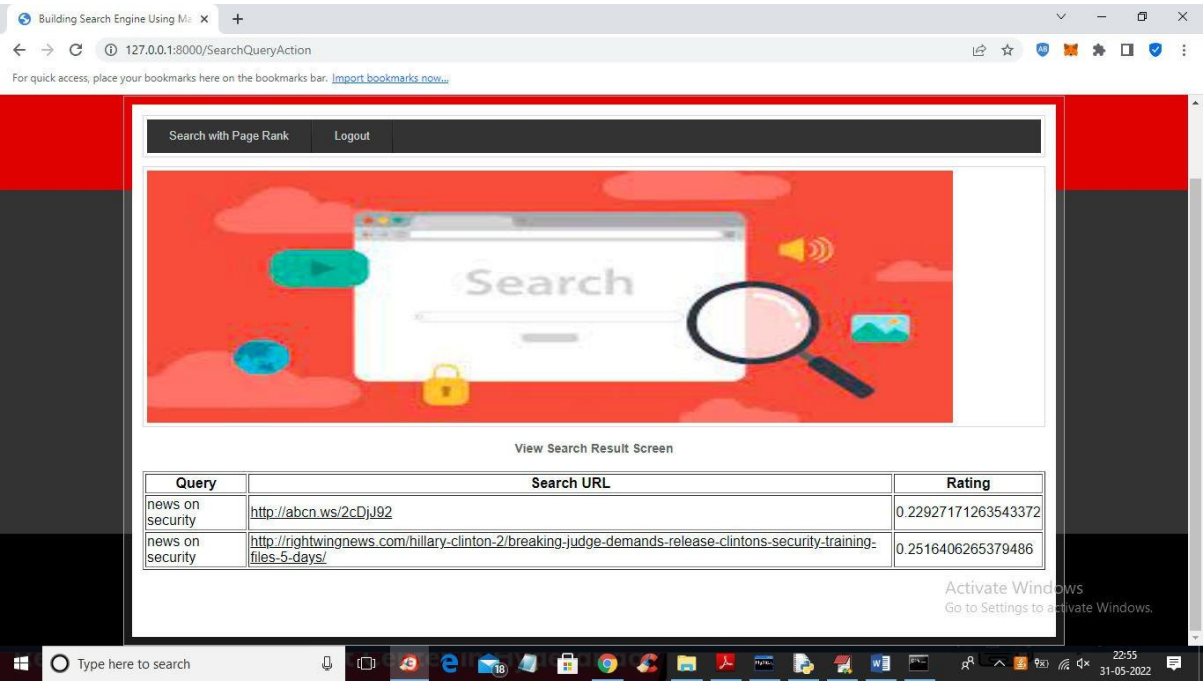 Building Search Engine Using Ma
127.0.0.1:8000/SearchQueryAction
For quick access, place your bookmarks here on the bookmarks bar. Import bookmarks now...
Search with Page Rank Logout
Search
View Search Result Screen
Query Search URL Rating
news on
security
http://abcn.ws/2cDjJ92
0.22927171263543372
news on
security
http://rightwingnews.com/hillary-clinton-2/breaking-judge-demands-release-clintons-security-training-
files-5-days/
0.2516406265379486
Activate Windows
Go to Settings to activate Windows.
Type here to search
18
22:55
31-05-2022